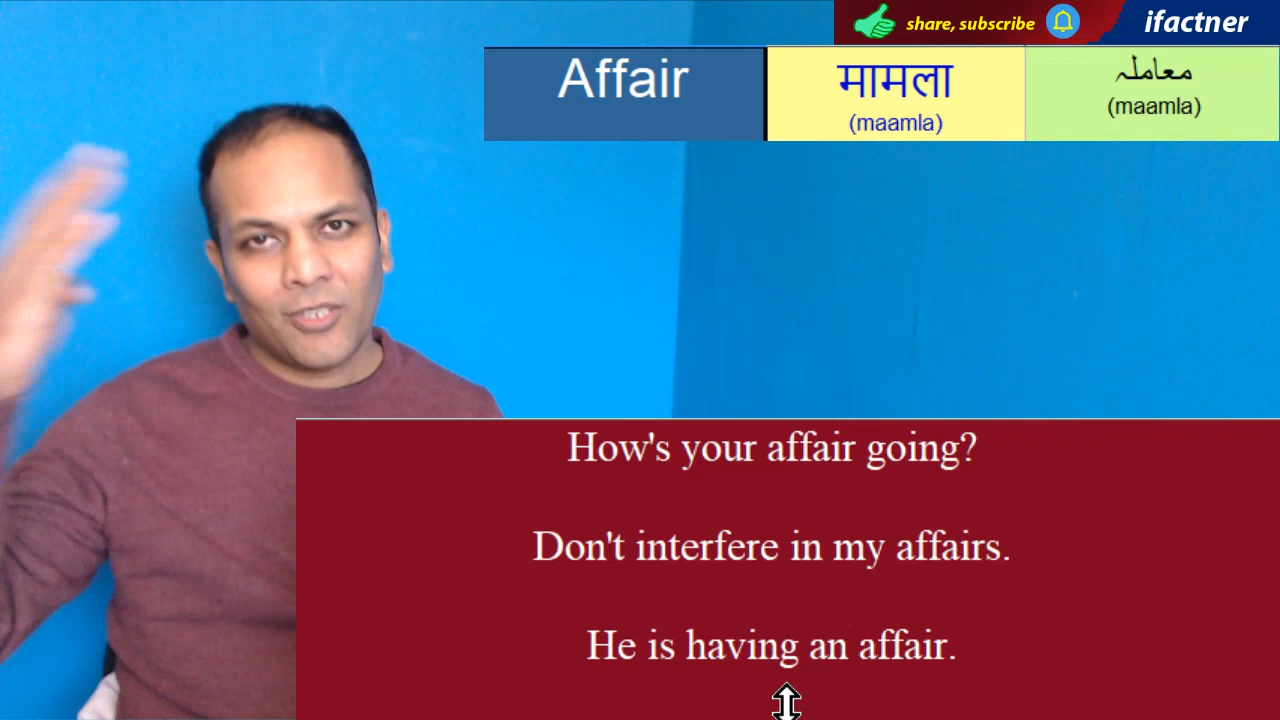 share, subscribe
ifactner
Affair
मामला
(maamla)
معاملہ
(maamla)
How's your affair going?
Don't interfere in my affairs.
He is having an affair.